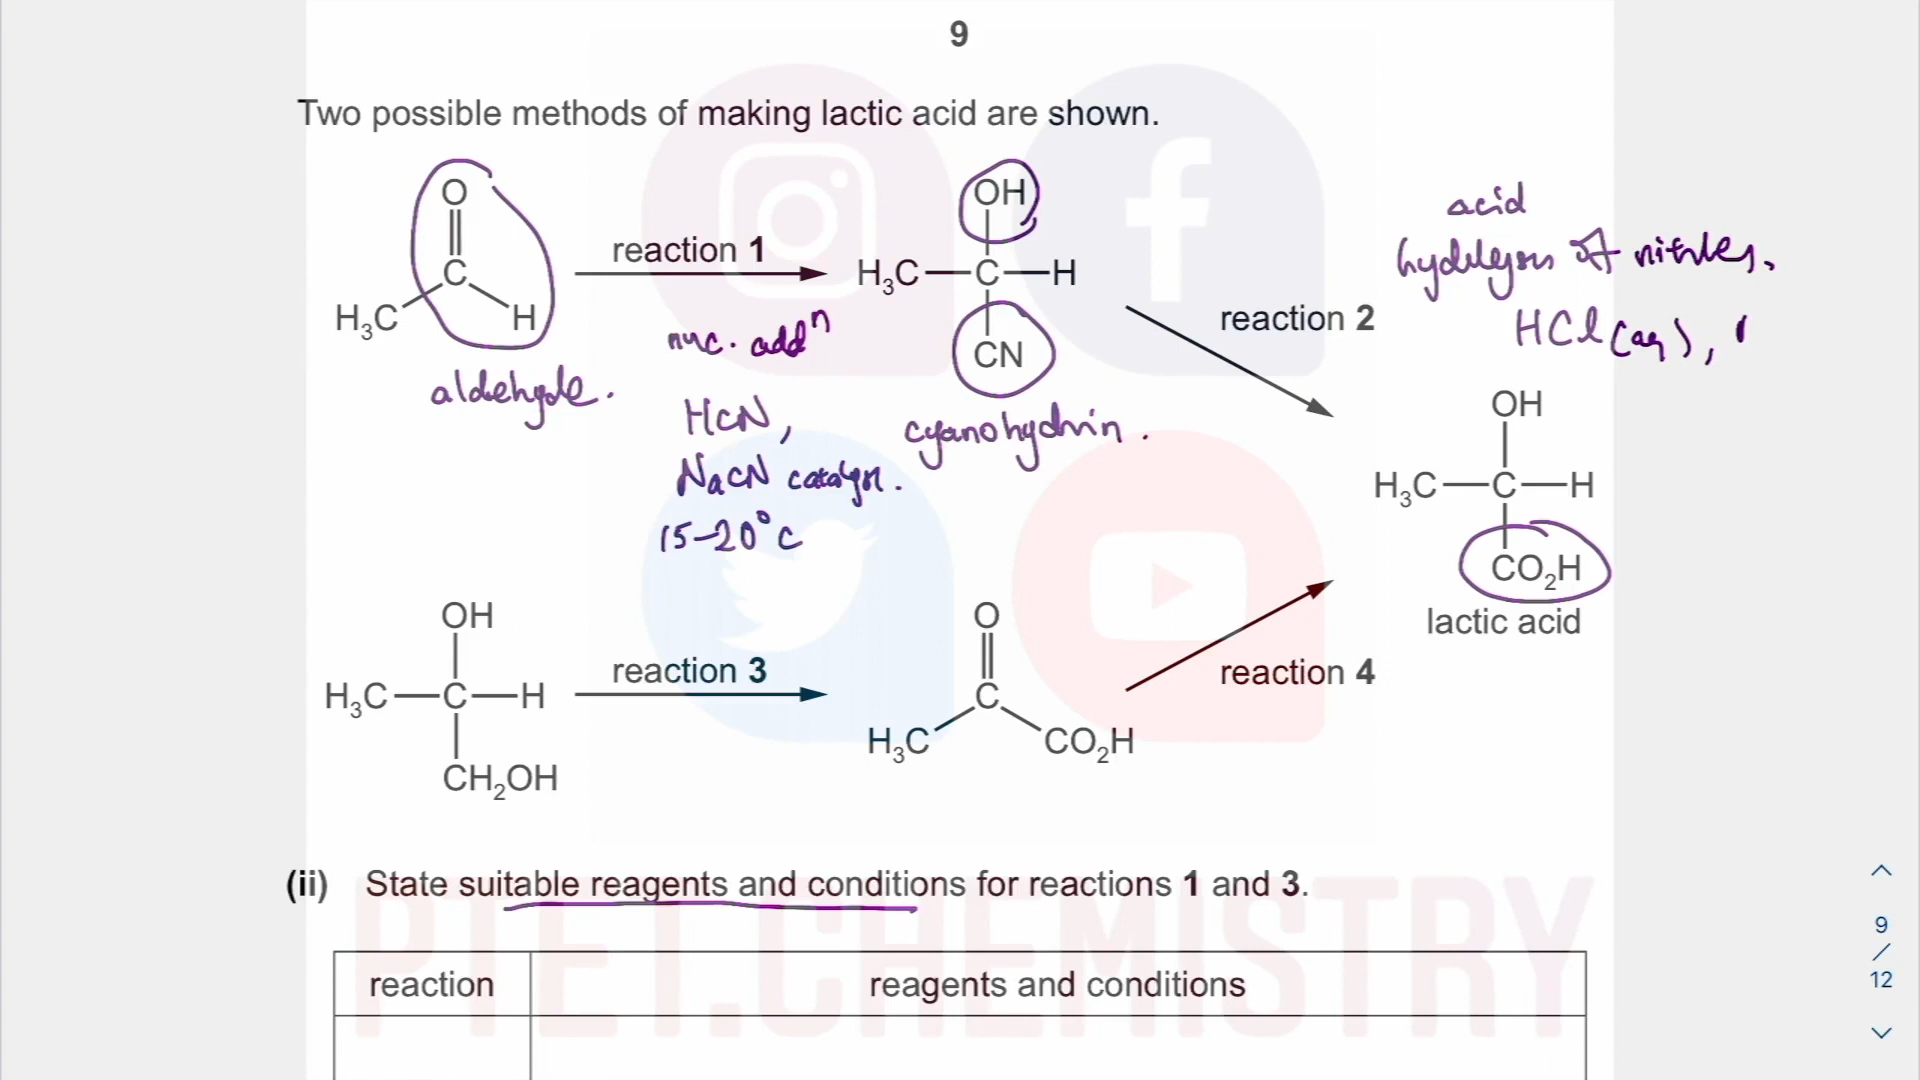 9
Two possible methods of making lactic acid are shown.
O
C
H₃C
H
aldehyde.
reaction 1
nuc. addⁿ
HCN,
NaCN catalyst.
15-20°C
OH
H₃C C H
CN
cyanohydrin.
reaction 2
acid
of nitriles.
HCl(aq),
OH
H₃C C H
CO₂H
lactic acid
OH
H₃C C H
CH₂OH
reaction 3
O
C
H₃C
CO₂H
reaction 4
(ii) State suitable reagents and conditions for reactions 1 and 3.
reaction
reagents and conditions
PTET.CHEMISTRY
9
/
12